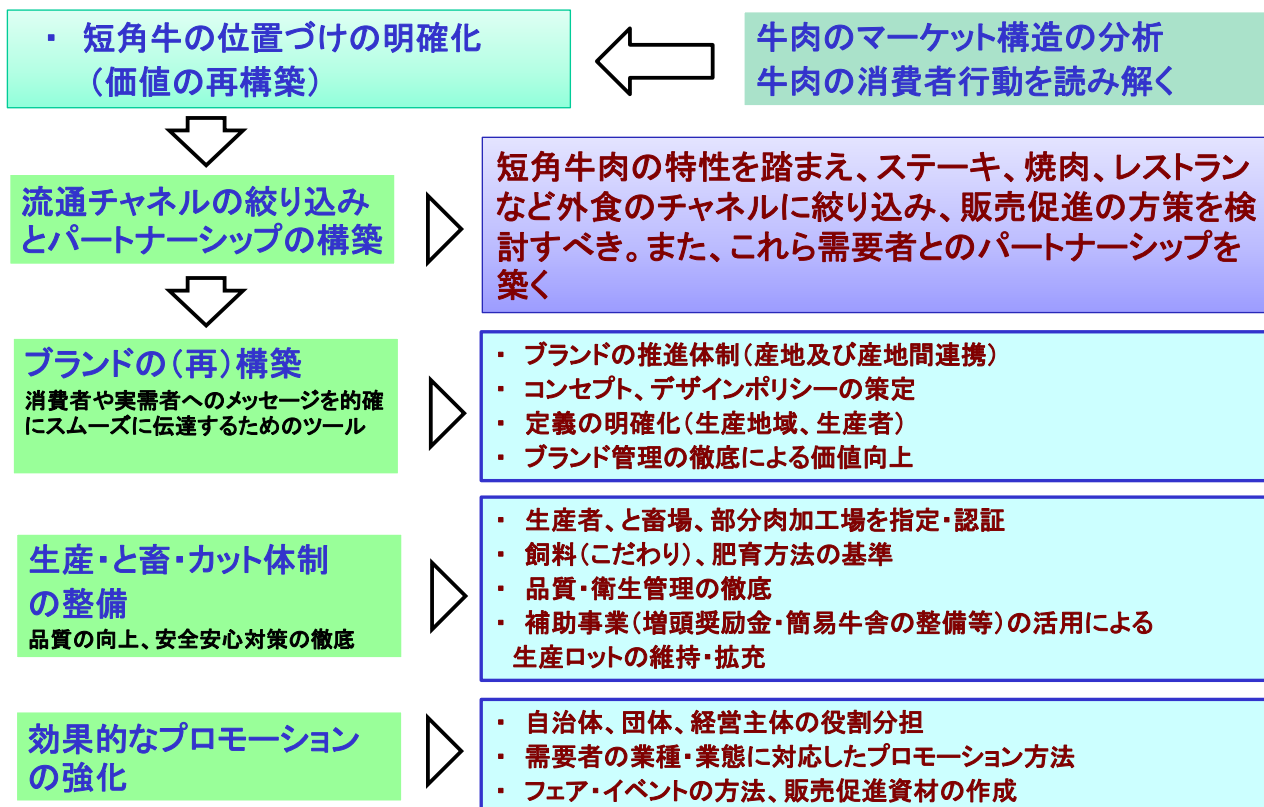 ・ 短角牛の位置づけの明確化
（価値の再構築）
牛肉のマーケット構造の分析
牛肉の消費者行動を読み解く
流通チャネルの絞り込み
とパートナーシップの構築
短角牛肉の特性を踏まえ、ステーキ、焼肉、レストラン
など外食のチャネルに絞り込み、販売促進の方策を検
討すべき。また、これら需要者とのパートナーシップを
築く
ブランドの（再）構築
消費者や実需者へのメッセージを的確
にスムーズに伝達するためのツール
・ ブランドの推進体制（産地及び産地間連携）
・ コンセプト、デザインポリシーの策定
・ 定義の明確化（生産地域、生産者）
・ ブランド管理の徹底による価値向上
生産・と畜・カット体制
の整備
品質の向上、安全安心対策の徹底
・ 生産者、と畜場、部分肉加工場を指定・認証
・ 飼料（こだわり）、肥育方法の基準
・ 品質・衛生管理の徹底
・ 補助事業（増頭奨励金・簡易牛舎の整備等）の活用による
生産ロットの維持・拡充
効果的なプロモーション
の強化
・ 自治体、団体、経営主体の役割分担
・ 需要者の業種・業態に対応したプロモーション方法
・ フェア・イベントの方法、販売促進資材の作成